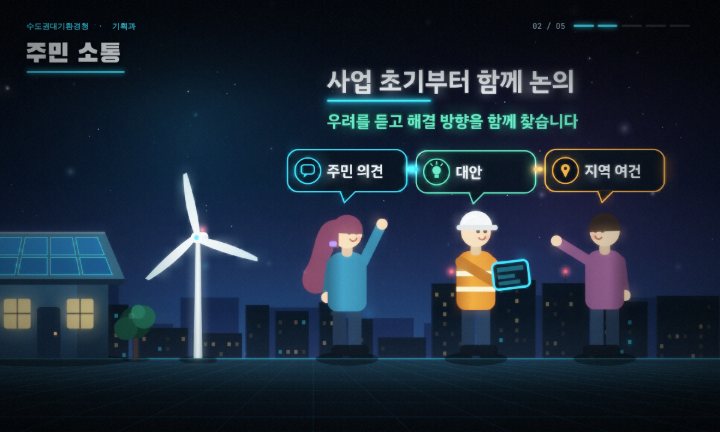 수도권대기환경청 · 기획과
02 / 05
주민 소통
사업 초기부터 함께 논의
우려를 듣고 해결 방향을 함께 찾습니다
주민 의견
대안
지역 여건